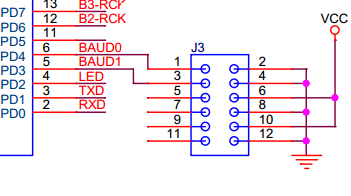 PD7 13 B3-RCK
PD6 12 B2-RCK
PD5 11
PD4 6 BAUD0
PD3 5 BAUD1
PD2 4 LED
PD1 3 TXD
PD0 2 RXD
J3
VCC
1 2
3 4
5 6
7 8
9 10
11 12